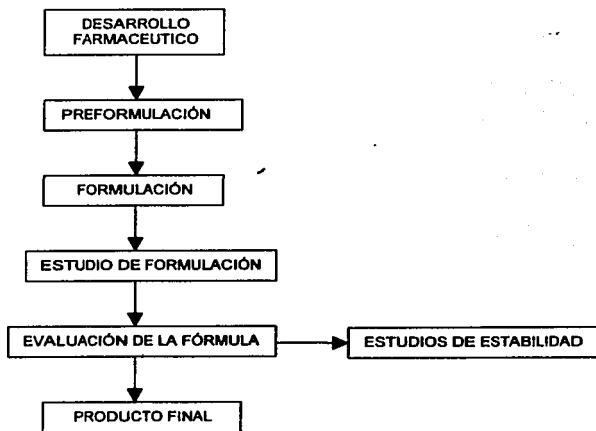 DESARROLLO
FARMACEUTICO
PREFORMULACIÓN
FORMULACIÓN
ESTUDIO DE FORMULACIÓN
EVALUACIÓN DE LA FÓRMULA
ESTUDIOS DE ESTABILIDAD
PRODUCTO FINAL